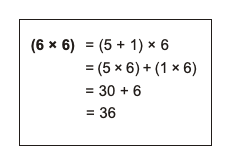 (6 × 6) = (5 + 1) × 6
= (5 × 6) + (1 × 6)
= 30 + 6
= 36